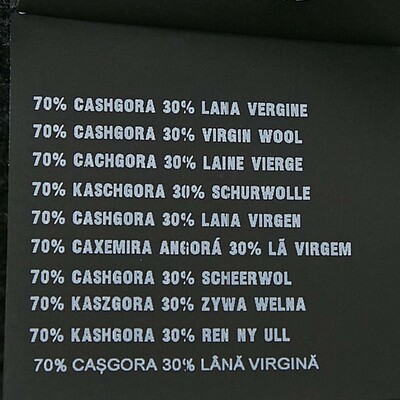 70% CASHGORA 30% LANA VERGINE
70% CASHGORA 30% VIRGIN WOOL
70% CACHGORA 30% LAINE VIERGE
70% KASCHGORA 30% SCHURWOLLE
70% CASHGORA 30% LANA VIRGEN
70% CAXEMIRA ANGORÁ 30% LÃ VIRGEM
70% CASHGORA 30% SCHEERWOL
70% KASZGORA 30% ZYWA WELNA
70% KASHGORA 30% REN NY ULL
70% CAȘGORA 30% LÂNĂ VIRGINĂ